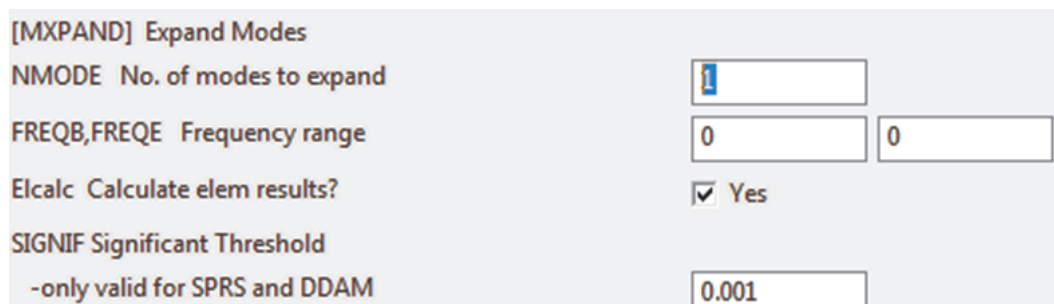 [MXPAND] Expand Modes
NMODE No. of modes to expand 1
FREQB,FREQE Frequency range 0 0
Elcalc Calculate elem results? Yes
SIGNIF Significant Threshold
-only valid for SPRS and DDAM 0.001